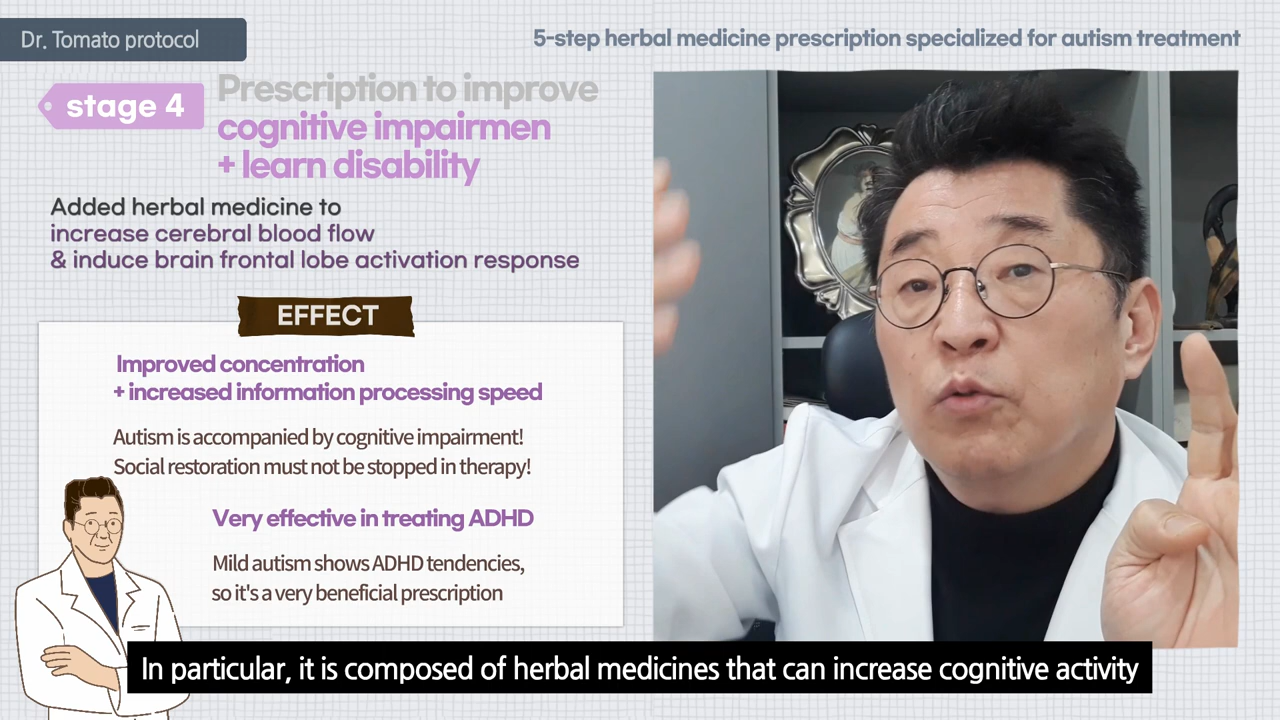 Dr. Tomato protocol
5-step herbal medicine prescription specialized for autism treatment
stage 4
Prescription to improve
cognitive impairmen
+ learn disability
Added herbal medicine to
increase cerebral blood flow
& induce brain frontal lobe activation response
EFFECT
Improved concentration
+ increased information processing speed
Autism is accompanied by cognitive impairment!
Social restoration must not be stopped in therapy!
Very effective in treating ADHD
Mild autism shows ADHD tendencies,
so it's a very beneficial prescription
In particular, it is composed of herbal medicines that can increase cognitive activity